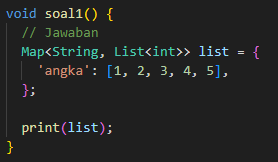 void soal1() {
  // Jawaban
  Map<String, List<int>> list = {
    'angka': [1, 2, 3, 4, 5],
  };

  print(list);
}